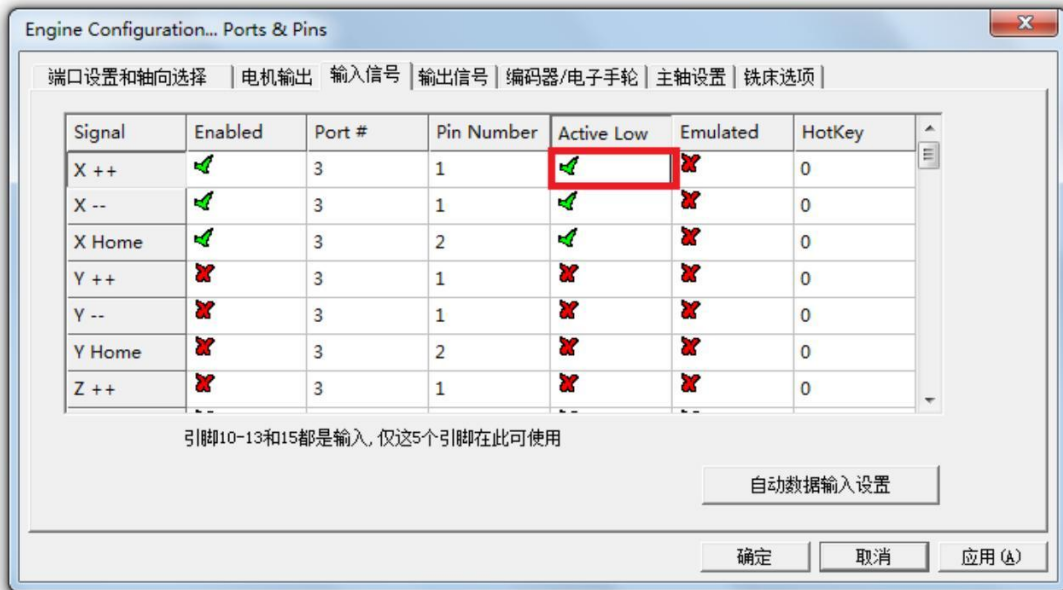 Engine Configuration... Ports & Pins
端口设置和轴向选择 电机输出 输入信号 输出信号 编码器/电子手轮 主轴设置 铣床选项
Signal Enabled Port # Pin Number Active Low Emulated HotKey
X ++ 3 1 0
X -- 3 1 0
X Home 3 2 0
Y ++ 3 1 0
Y -- 3 1 0
Y Home 3 2 0
Z ++ 3 1 0
引脚10-13和15都是输入,仅这5个引脚在此可使用
自动数据输入设置
确定 取消 应用(A)